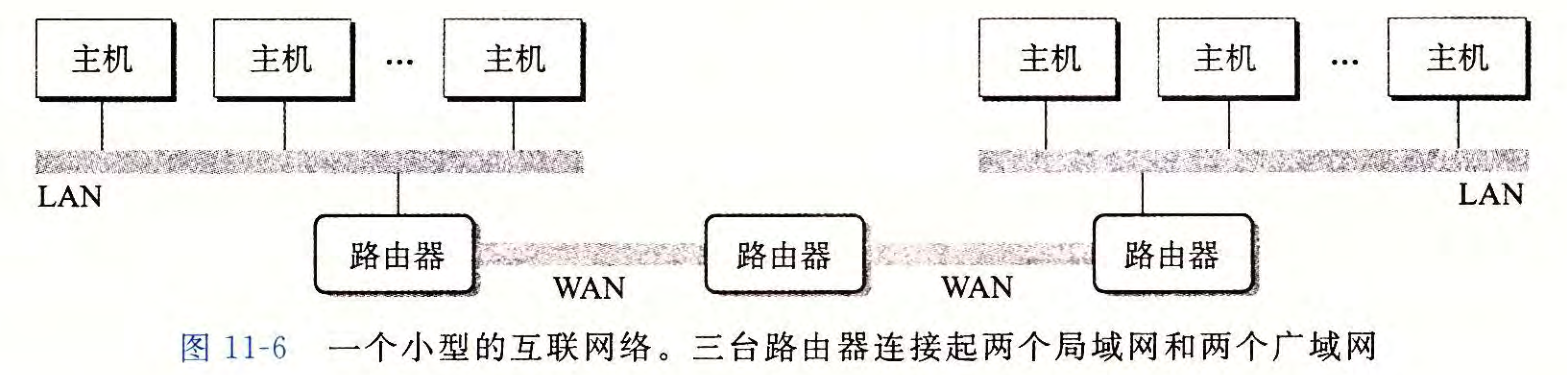 主机 主机 … 主机 主机 主机 … 主机
LAN LAN
路由器 路由器 路由器
WAN WAN
图 11-6 一个小型的互联网络。三台路由器连接起两个局域网和两个广域网